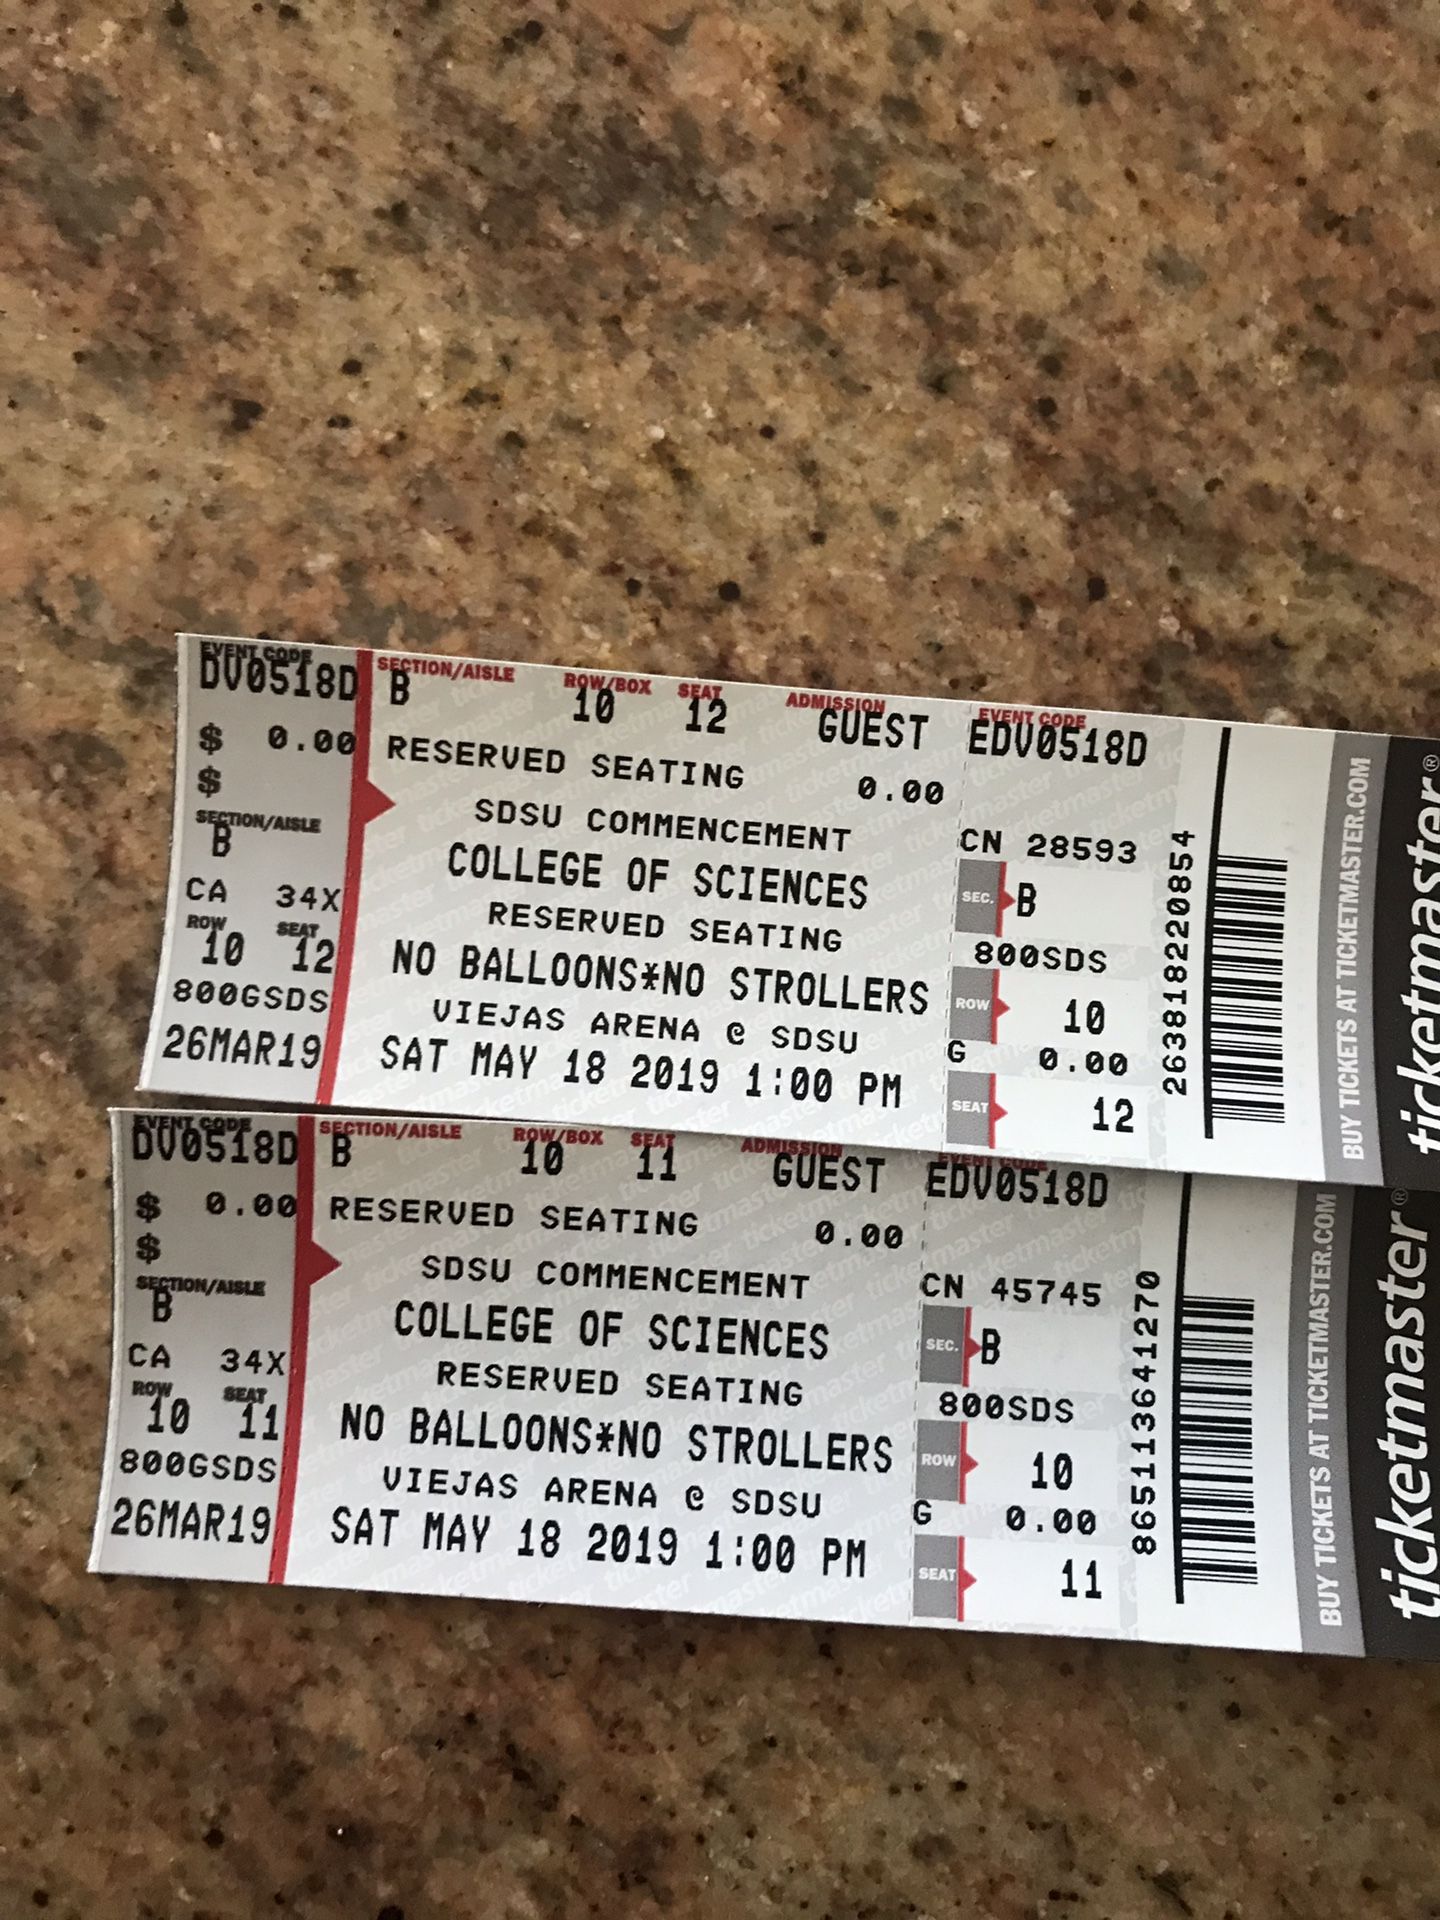 EVENT CODE SECTION/AISLE ROW/BOX SEAT ADMISSION EVENT CODE
DV0518D B 10 12 GUEST EDV0518D
$ 0.00 RESERVED SEATING 0.00
$ SDSU COMMENCEMENT CN 28593
SECTION/AISLE
B COLLEGE OF SCIENCES SEC. B
CA 34X RESERVED SEATING 800SDS
ROW SEAT
10 12 NO BALLOONS*NO STROLLERS ROW 10
800GSDS VIEJAS ARENA @ SDSU G 0.00
26MAR19 SAT MAY 18 2019 1:00 PM SEAT 12
263818220854
BUY TICKETS AT TICKETMASTER.COM
ticketmaster®
EVENT CODE SECTION/AISLE ROW/BOX SEAT ADMISSION EVENT CODE
DV0518D B 10 11 GUEST EDV0518D
$ 0.00 RESERVED SEATING 0.00
$ SDSU COMMENCEMENT CN 45745
SECTION/AISLE
B COLLEGE OF SCIENCES SEC. B
CA 34X RESERVED SEATING 800SDS
ROW SEAT
10 11 NO BALLOONS*NO STROLLERS ROW 10
800GSDS VIEJAS ARENA @ SDSU G 0.00
26MAR19 SAT MAY 18 2019 1:00 PM SEAT 11
865113641270
BUY TICKETS AT TICKETMASTER.COM
ticketmaster®